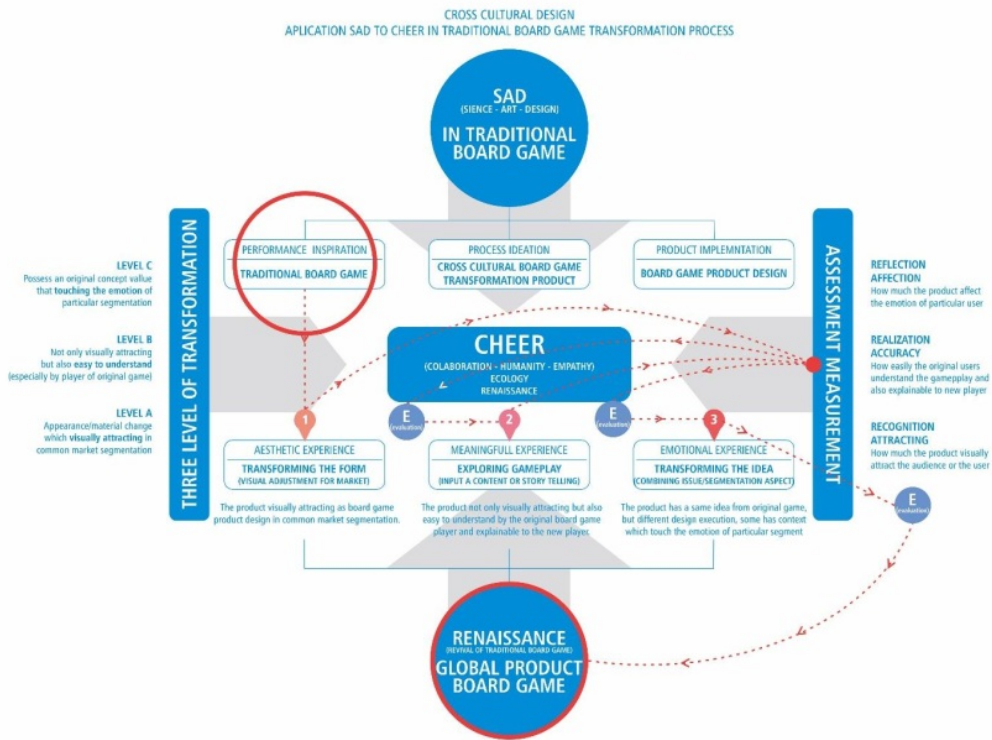 CROSS CULTURAL DESIGN
APLICATION SAD TO CHEER IN TRADITIONAL BOARD GAME TRANSFORMATION PROCESS
SAD
(SIENCE - ART - DESIGN)
IN TRADITIONAL
BOARD GAME
THREE LEVEL OF TRANSFORMATION
LEVEL C
Possess an original concept value
that touching the emotion of
particular segmentation
LEVEL B
Not only visually attracting
but also easy to understand
(especially by player of original game)
LEVEL A
Appearance/material change
which visually attracting in
common market segmentation
PERFORMANCE INSPIRATION
TRADITIONAL BOARD GAME
PROCESS IDEATION
CROSS CULTURAL BOARD GAME
TRANSFORMATION PRODUCT
PRODUCT IMPLEMNTATION
BOARD GAME PRODUCT DESIGN
CHEER
(COLABORATION - HUMANITY - EMPATHY)
ECOLOGY
RENAISSANCE
1
E
(evaluation)
2
E
(evaluation)
3
AESTHETIC EXPERIENCE
TRANSFORMING THE FORM
(VISUAL ADJUSTMENT FOR MARKET)
MEANINGFULL EXPERIENCE
EXPLORING GAMEPLAY
(INPUT A CONTENT OR STORY TELLING)
EMOTIONAL EXPERIENCE
TRANSFORMING THE IDEA
(COMBINING ISSUE/SEGMENTATION ASPECT)
The product visually attracting as board game
product design in common market segmentation.
The product not only visually attracting but also
easy to understand by the original board game
player and explainable to the new player
The product has a same idea from original game,
but different design execution, some has context
which touch the emotion of particular segment
ASSESSMENT MEASUREMENT
REFLECTION
AFFECTION
How much the product affect
the emotion of particular user
REALIZATION
ACCURACY
How easily the original users
understand the gamepplay and
also explainable to new player
RECOGNITION
ATTRACTING
How much the product visually
attract the audience or the user
E
(evaluation)
RENAISSANCE
(REVIVAL OF TRADITIONAL BOARD GAME)
GLOBAL PRODUCT
BOARD GAME